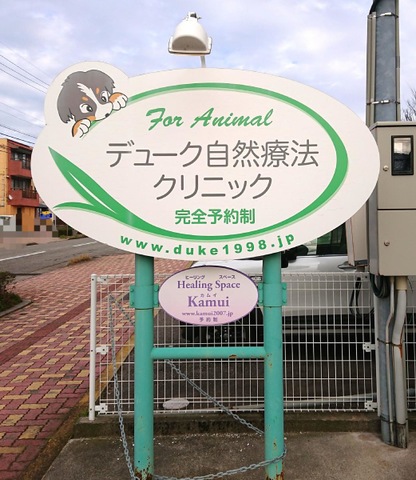 For Animal
デューク自然療法
クリニック
完全予約制
www.duke1998.jp
ヒーリング スペース
Healing Space
カムイ
Kamui
www.kamui2007.jp
予約制